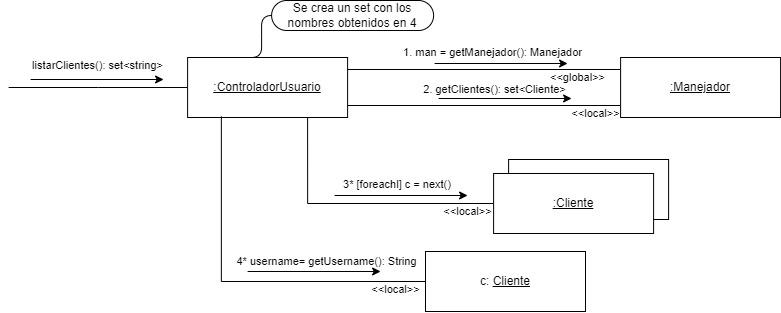 Se crea un set con los
nombres obtenidos en 4
listarClientes(): set<string>
:ControladorUsuario
1. man = getManejador(): Manejador
<<global>>
2. getClientes(): set<Cliente>
<<local>>
:Manejador
3* [foreachl] c = next()
<<local>>
:Cliente
4* username= getUsername(): String
<<local>>
c: Cliente